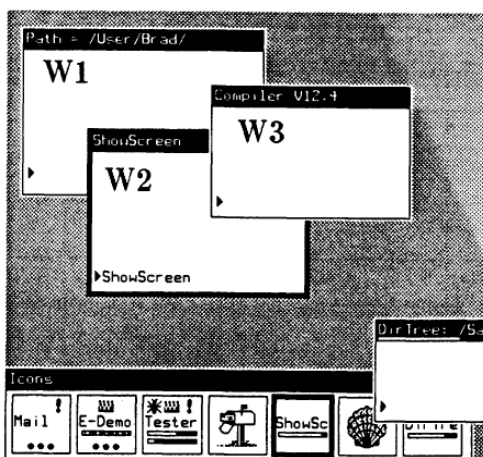 Path = /User/Brad/
W1
Compiler V12.4
W3
ShowScreen
W2
ShowScreen
DirTree: /Sa
Icons
Mail !
E-Demo
Tester
ShowSc